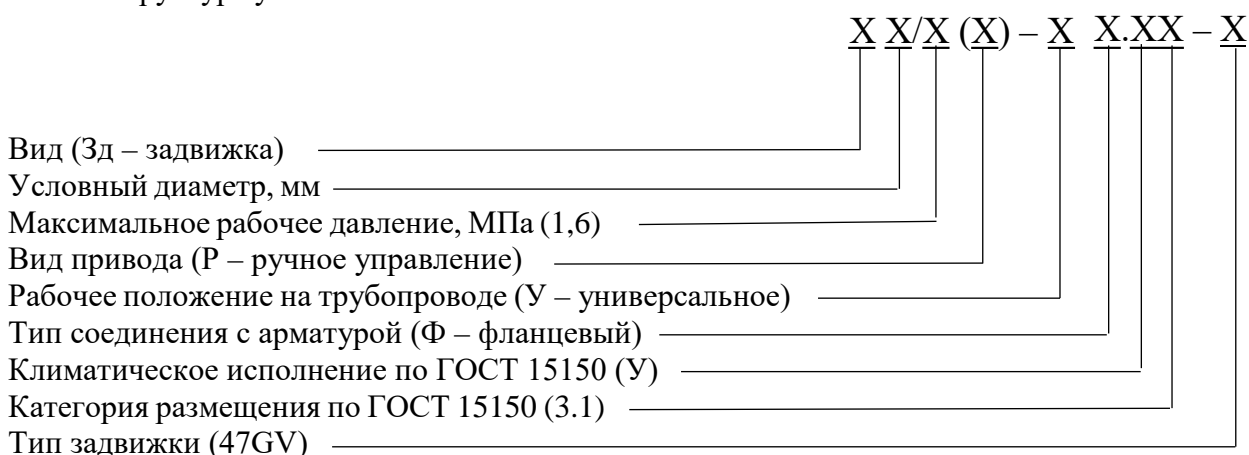 Х Х/Х (Х) – Х Х.ХХ – Х
Вид (Зд – задвижка)
Условный диаметр, мм
Максимальное рабочее давление, МПа (1,6)
Вид привода (Р – ручное управление)
Рабочее положение на трубопроводе (У – универсальное)
Тип соединения с арматурой (Ф – фланцевый)
Климатическое исполнение по ГОСТ 15150 (У)
Категория размещения по ГОСТ 15150 (3.1)
Тип задвижки (47GV)